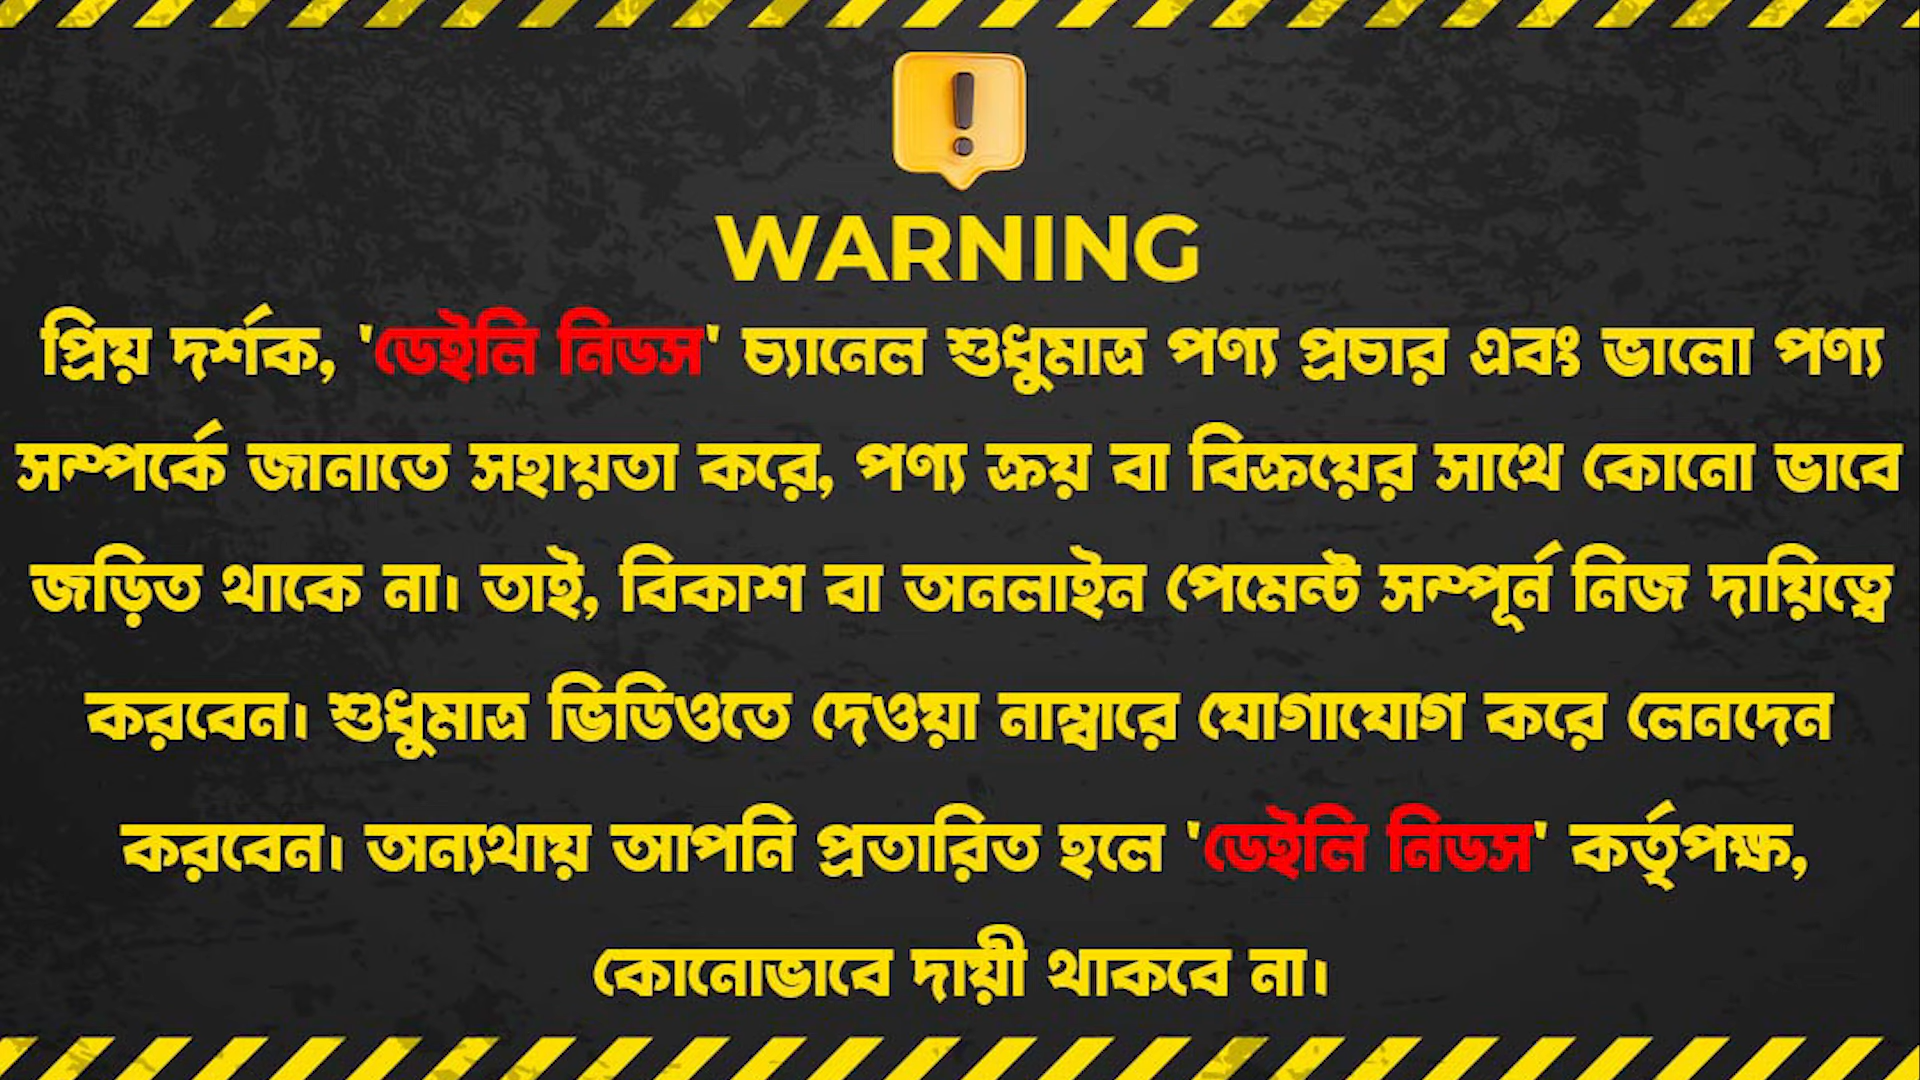 WARNING
প্রিয় দর্শক, 'ডেইলি নিডস' চ্যানেল শুধুমাত্র পণ্য প্রচার এবং ভালো পণ্য
সম্পর্কে জানাতে সহায়তা করে, পণ্য ক্রয় বা বিক্রয়ের সাথে কোনো ভাবে
জড়িত থাকে না। তাই, বিকাশ বা অনলাইন পেমেন্ট সম্পূর্ন নিজ দায়িত্বে
করবেন। শুধুমাত্র ভিডিওতে দেওয়া নাম্বারে যোগাযোগ করে লেনদেন
করবেন। অন্যথায় আপনি প্রতারিত হলে 'ডেইলি নিডস' কর্তৃপক্ষ,
কোনোভাবে দায়ী থাকবে না।